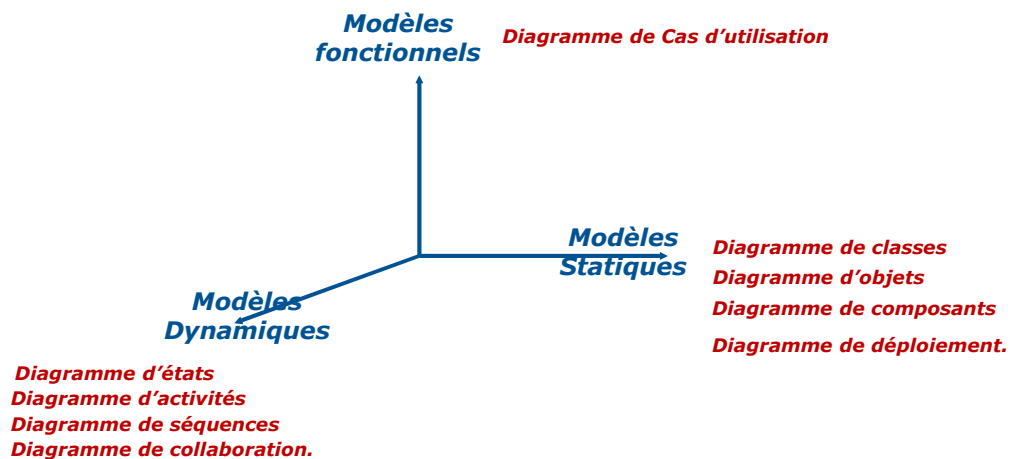 Modèles
fonctionnels
Diagramme de Cas d’utilisation
Modèles
Statiques
Diagramme de classes
Diagramme d’objets
Diagramme de composants
Diagramme de déploiement.
Modèles
Dynamiques
Diagramme d’états
Diagramme d’activités
Diagramme de séquences
Diagramme de collaboration.